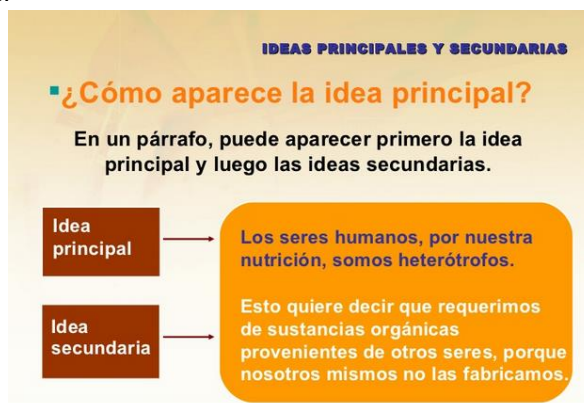 IDEAS PRINCIPALES Y SECUNDARIAS
¿Cómo aparece la idea principal?
En un párrafo, puede aparecer primero la idea
principal y luego las ideas secundarias.
Idea
principal
Los seres humanos, por nuestra
nutrición, somos heterótrofos.
Idea
secundaria
Esto quiere decir que requerimos
de sustancias orgánicas
provenientes de otros seres, porque
nosotros mismos no las fabricamos.